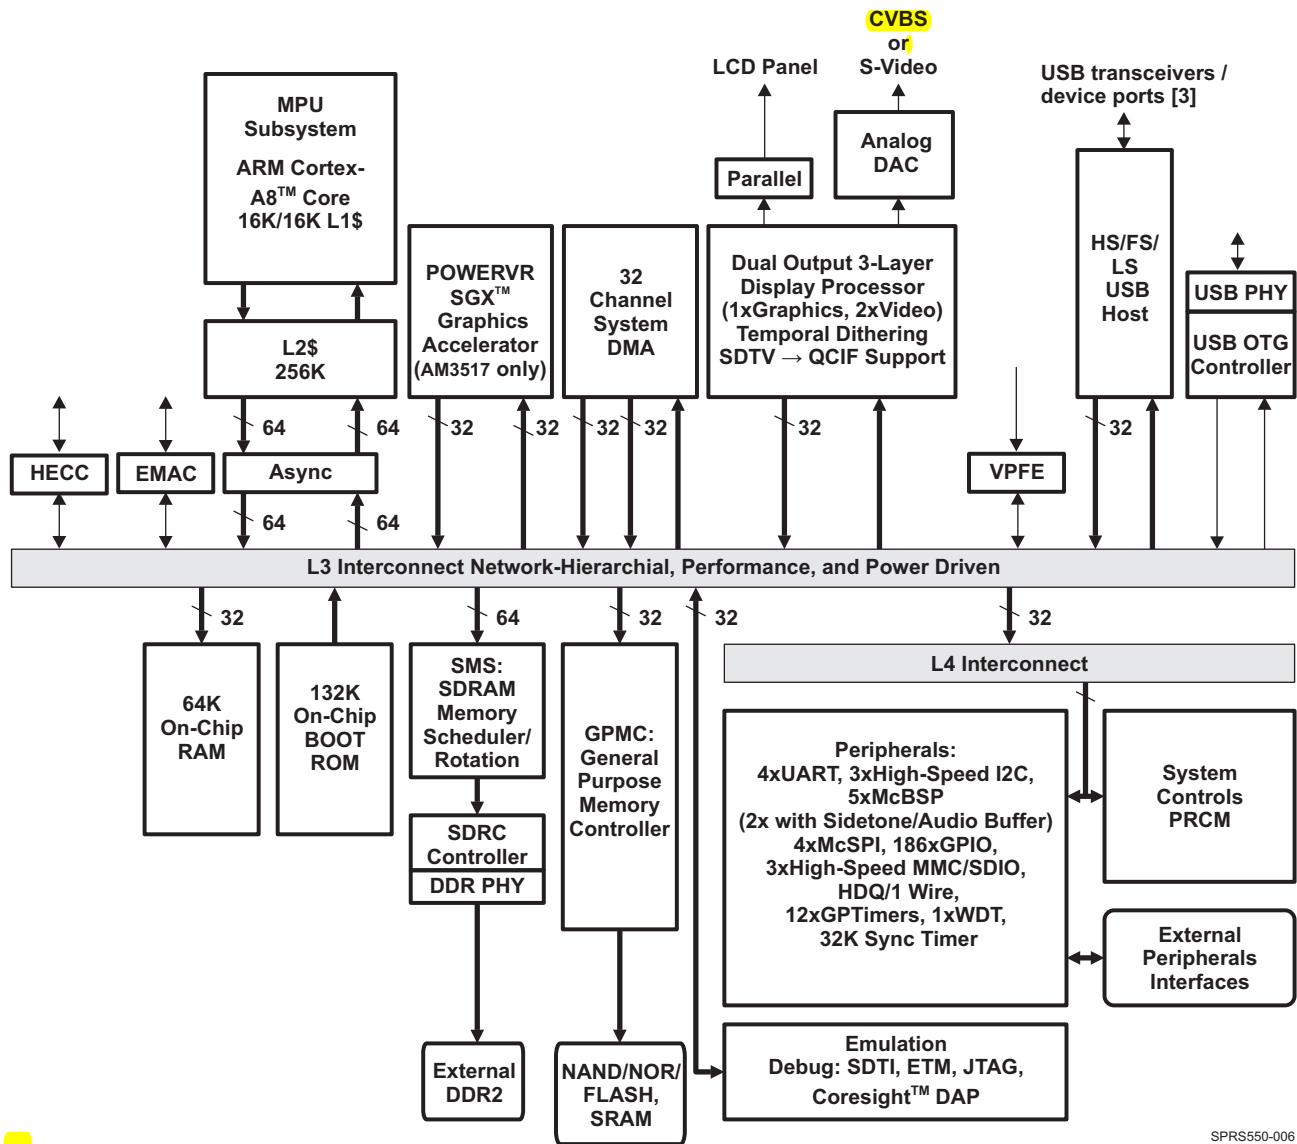 CVBS
or
S-Video
LCD Panel
USB transceivers /
device ports [3]
MPU
Subsystem
ARM Cortex-
A8™ Core
16K/16K L1$
Parallel
Analog
DAC
POWERVR
SGX™
Graphics
Accelerator
(AM3517 only)
32
Channel
System
DMA
Dual Output 3-Layer
Display Processor
(1xGraphics, 2xVideo)
Temporal Dithering
SDTV → QCIF Support
HS/FS/
LS
USB
Host
USB PHY
USB OTG
Controller
L2$
256K
64
64
32
32
32
32
32
32
HECC
EMAC
Async
VPFE
64
64
L3 Interconnect Network-Hierarchial, Performance, and Power Driven
32
64
32
32
32
L4 Interconnect
64K
On-Chip
RAM
132K
On-Chip
BOOT
ROM
SMS:
SDRAM
Memory
Scheduler/
Rotation
SDRC
Controller
DDR PHY
GPMC:
General
Purpose
Memory
Controller
Peripherals:
4xUART, 3xHigh-Speed I2C,
5xMcBSP
(2x with Sidetone/Audio Buffer)
4xMcSPI, 186xGPIO,
3xHigh-Speed MMC/SDIO,
HDQ/1 Wire,
12xGPTimers, 1xWDT,
32K Sync Timer
System
Controls
PRCM
External
Peripherals
Interfaces
External
DDR2
NAND/NOR/
FLASH,
SRAM
Emulation
Debug: SDTI, ETM, JTAG,
Coresight™ DAP
SPRS550-006